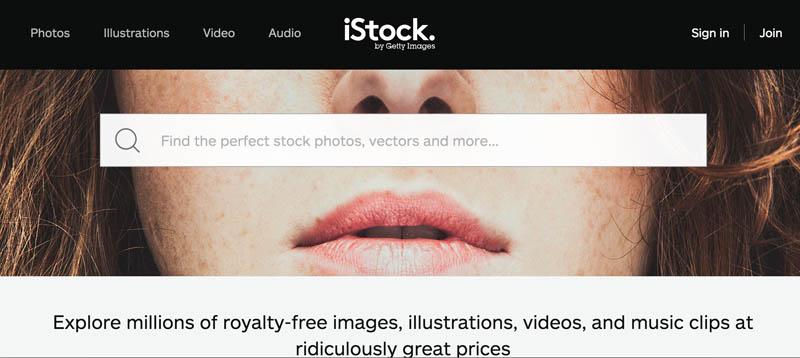 Photos Illustrations Video Audio iStock. Sign in Join
by Getty Images
Find the perfect stock photos, vectors and more...
Explore millions of royalty-free images, illustrations, videos, and music clips at
ridiculously great prices